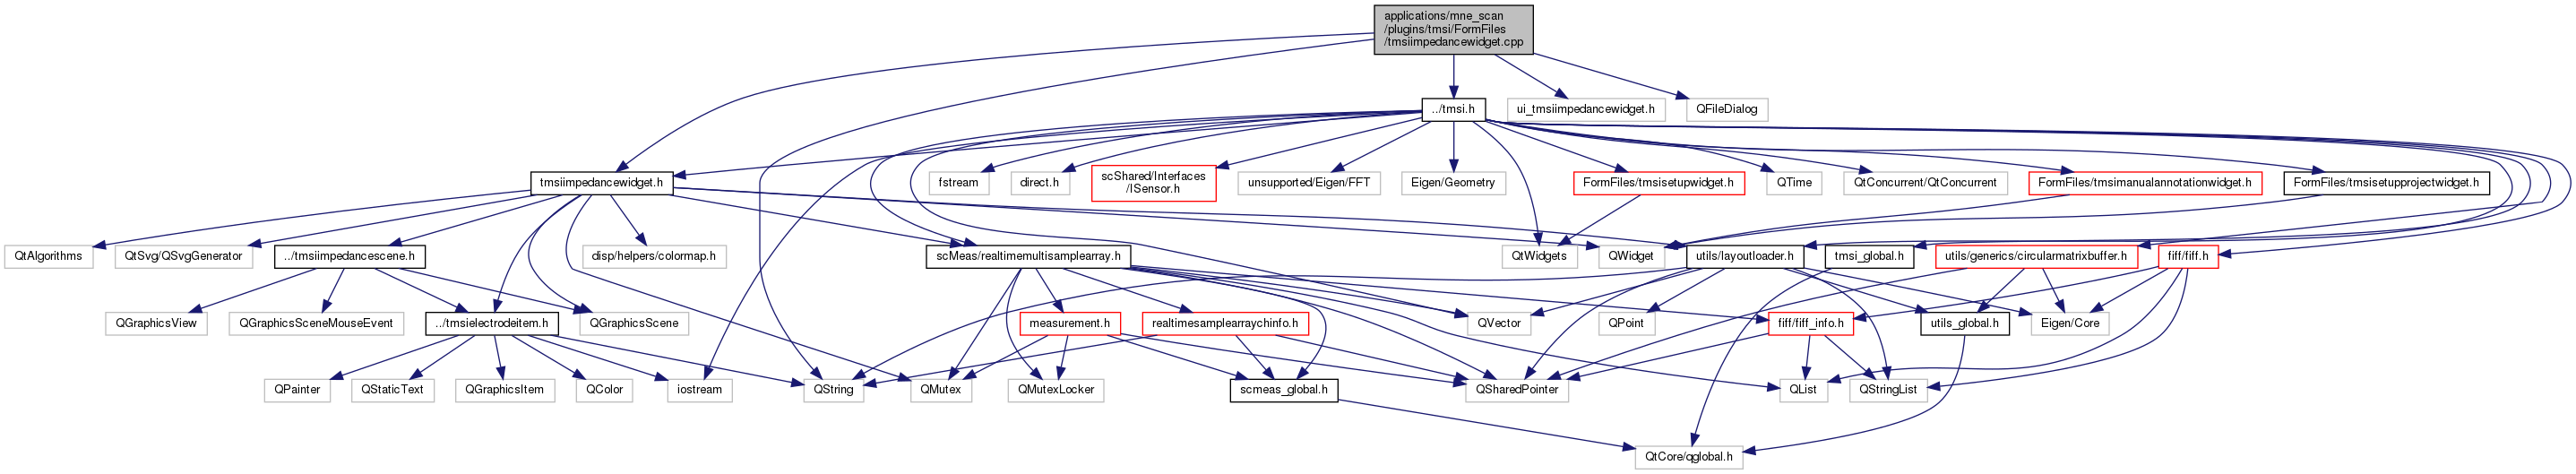 applications/mne_scan
/plugins/tmsi/FormFiles
/tmsiimpedancewidget.cpp
../tmsi.h
ui_tmsiimpedancewidget.h
QFileDialog
tmsiimpedancewidget.h
fstream
direct.h
scShared/Interfaces
/ISensor.h
unsupported/Eigen/FFT
Eigen/Geometry
FormFiles/tmsisetupwidget.h
QTime
QtConcurrent/QtConcurrent
FormFiles/tmsimanualannotationwidget.h
FormFiles/tmsisetupprojectwidget.h
QtAlgorithms
QtSvg/QSvgGenerator
../tmsiimpedancescene.h
disp/helpers/colormap.h
scMeas/realtimemultisamplearray.h
QtWidgets
QWidget
utils/layoutloader.h
tmsi_global.h
utils/generics/circularmatrixbuffer.h
fiff/fiff.h
QGraphicsView
QGraphicsSceneMouseEvent
../tmsielectrodeitem.h
QGraphicsScene
measurement.h
realtimesamplearraychinfo.h
QVector
QPoint
fiff/fiff_info.h
utils_global.h
Eigen/Core
QPainter
QStaticText
QGraphicsItem
QColor
iostream
QString
QMutex
QMutexLocker
scmeas_global.h
QSharedPointer
QList
QStringList
QtCore/qglobal.h